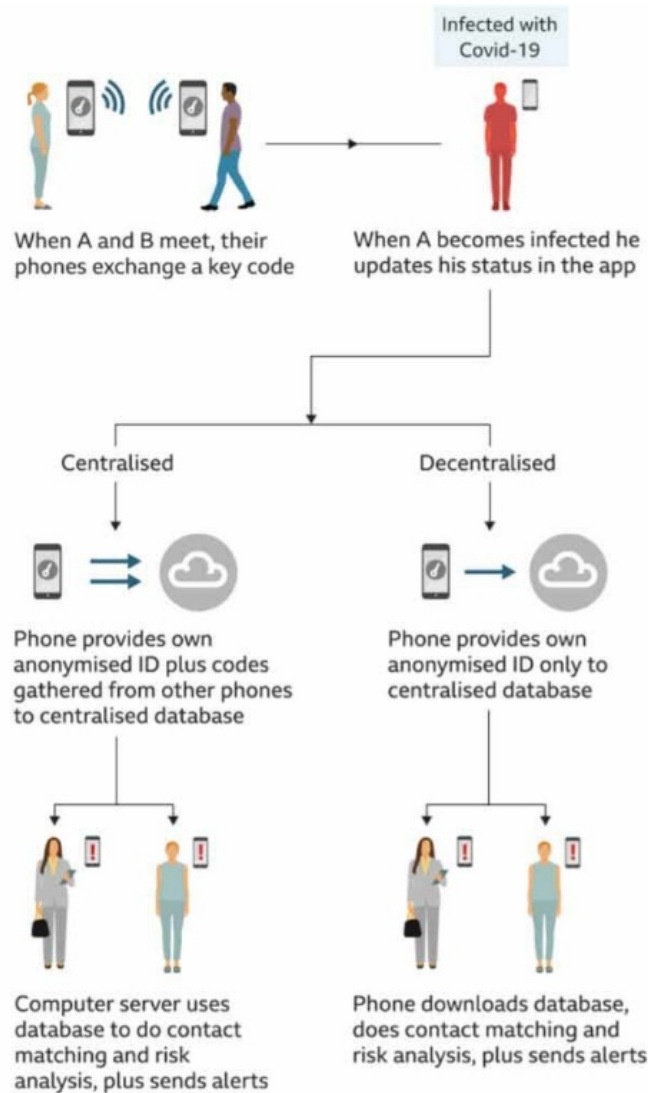 Infected with
Covid-19
When A and B meet, their
phones exchange a key code
When A becomes infected he
updates his status in the app
Centralised
Decentralised
Phone provides own
anonymised ID plus codes
gathered from other phones
to centralised database
Phone provides own
anonymised ID only to
centralised database
Computer server uses
database to do contact
matching and risk
analysis, plus sends alerts
Phone downloads database,
does contact matching and
risk analysis, plus sends alerts